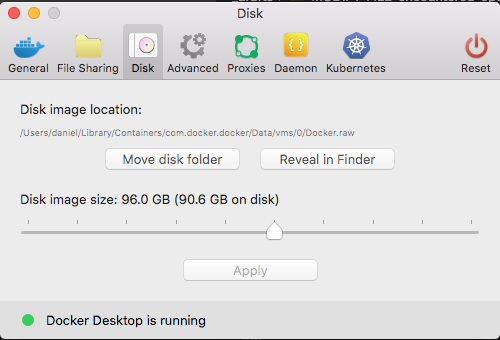 Disk
General File Sharing Disk Advanced Proxies Daemon Kubernetes Reset
Disk image location:
/Users/daniel/Library/Containers/com.docker.docker/Data/vms/0/Docker.raw
Move disk folder Reveal in Finder
Disk image size: 96.0 GB (90.6 GB on disk)
Apply
Docker Desktop is running